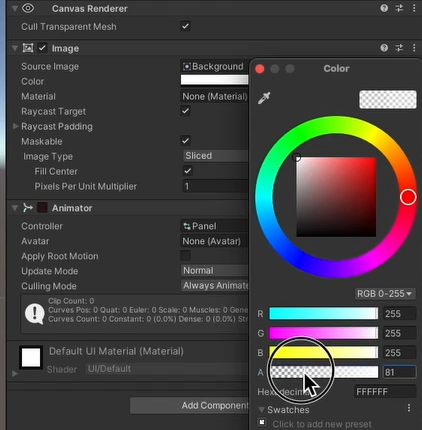 Canvas Renderer
Cull Transparent Mesh
Image
Source Image Background
Color
Material None (Material)
Raycast Target
Raycast Padding
Maskable
Image Type Sliced
Fill Center
Pixels Per Unit Multiplier 1
Animator
Controller Panel
Avatar None (Avatar)
Apply Root Motion
Update Mode Normal
Culling Mode Always Animate
Clip Count: 0
Curves Pos: 0 Quat: 0 Euler: 0 Scale: 0 Muscles: 0 Gene
Curves Count: 0 Constant: 0 (0.0%) Dense: 0 (0.0%) St
Default UI Material (Material)
Shader UI/Default
Add Component
Color
RGB 0-255
R 255
G 255
B 255
A 81
Hexadecimal FFFFFF
Swatches
Click to add new preset